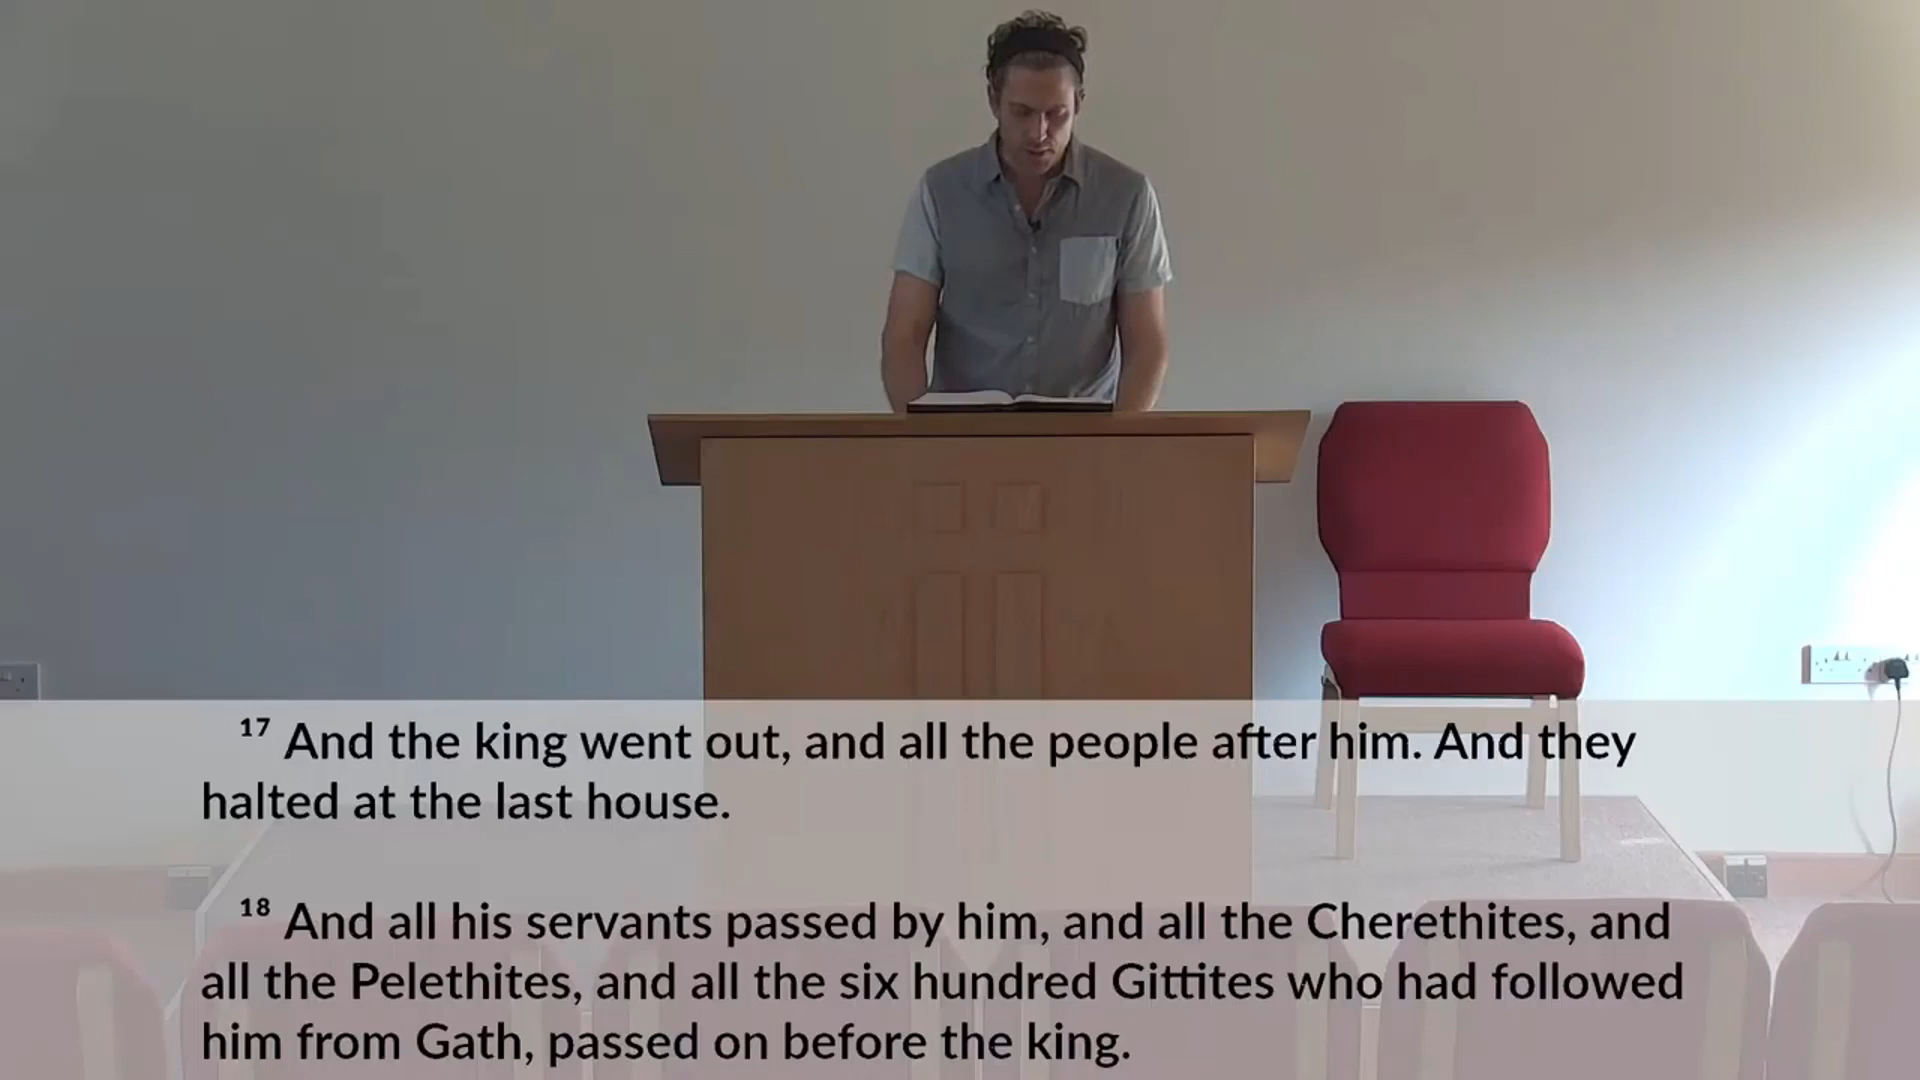 17 And the king went out, and all the people after him. And they
halted at the last house.
18 And all his servants passed by him, and all the Cherethites, and
all the Pelethites, and all the six hundred Gittites who had followed
him from Gath, passed on before the king.